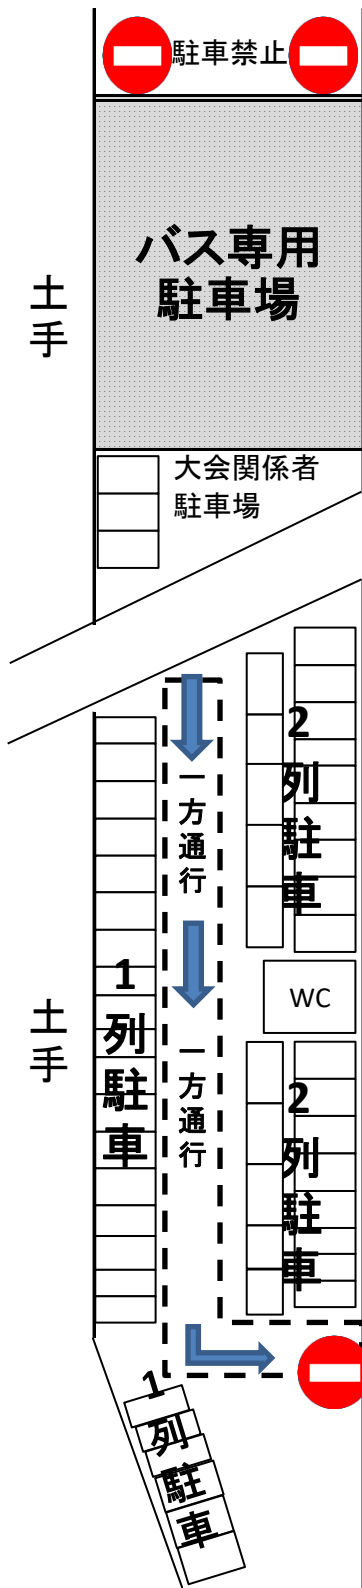 駐車禁止
バス専用
駐車場
土手
大会関係者
駐車場
一方通行
2列駐車
WC
1列駐車
土手
一方通行
2列駐車
1列駐車